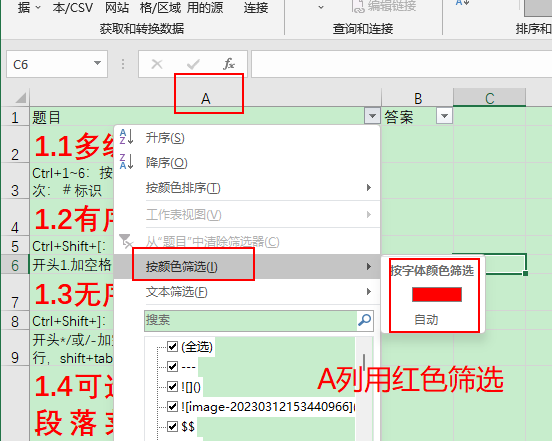 据 本/CSV 网站 格/区域 用的源 连接
编辑链接
获取和转换数据 查询和连接 排序和
C6 fx
A B C
1 题目 答案
2 1.1多
3 Ctrl+1~6：按
次：＃标识
4 1.2有
5 Ctrl+Shift+[：
6 开头1.加空格
7 1.3无
8 Ctrl+Shift+]：
开头*/或/-加
9 行，shift+tab
1.4可
段落
升序(S)
降序(O)
按颜色排序(T)
工作表视图(V)
从"题目"中清除筛选器(C)
按颜色筛选(I)
文本筛选(F)
搜索
(全选)
---
![]()
![image-20230312153440966](
$$
按字体颜色筛选
自动
A列用红色筛选